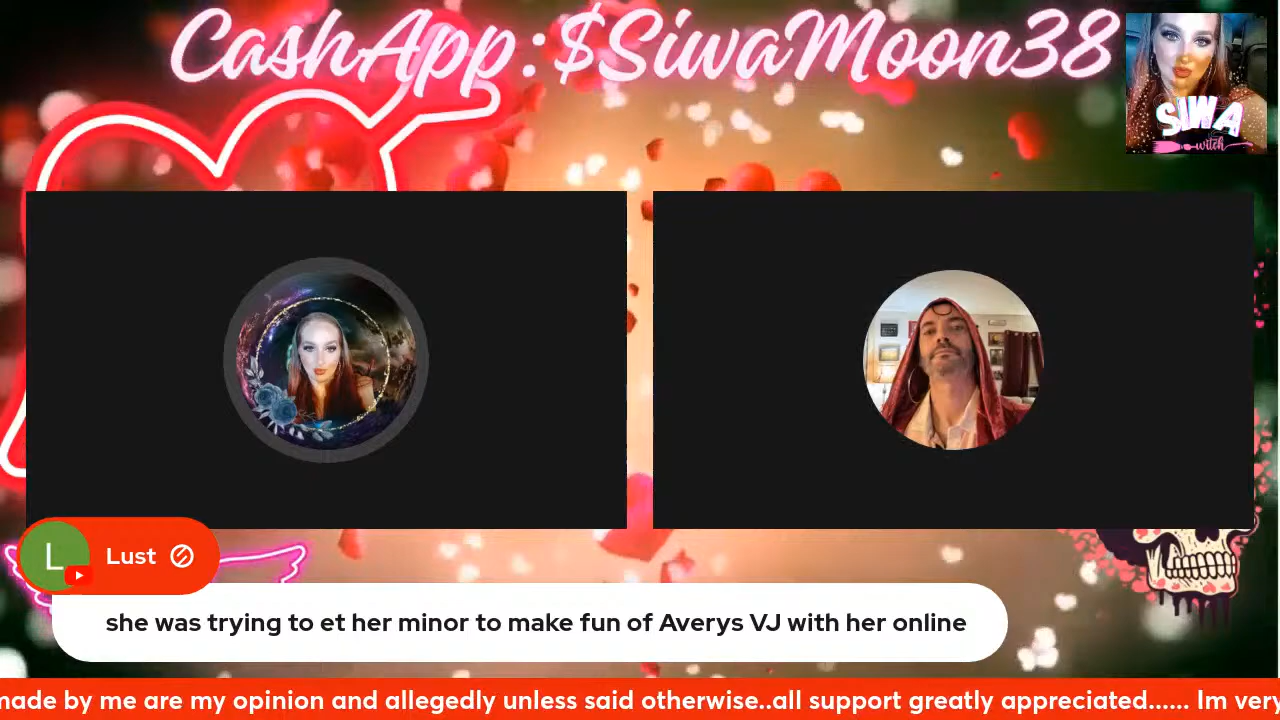 CashApp:$SiwaMoon38
SIWA
witch
L
Lust
she was trying to et her minor to make fun of Averys VJ with her online
made by me are my opinion and allegedly unless said otherwise..all support greatly appreciated...... Im very